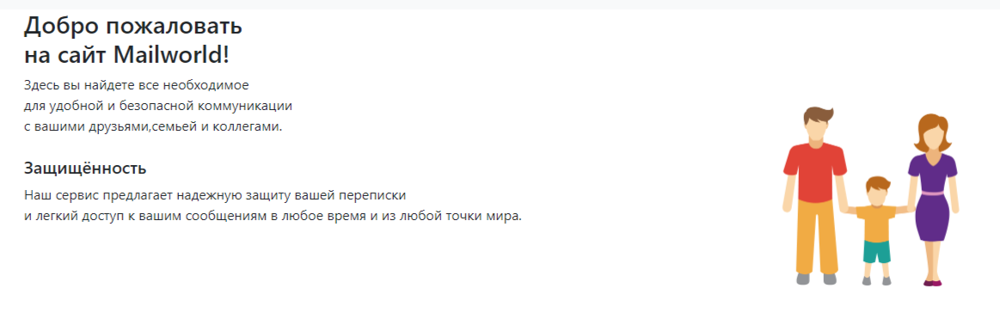 Добро пожаловать
на сайт Mailworld!
Здесь вы найдете все необходимое
для удобной и безопасной коммуникации
с вашими друзьями,семьей и коллегами.
Защищённость
Наш сервис предлагает надежную защиту вашей переписки
и легкий доступ к вашим сообщениям в любое время и из любой точки мира.